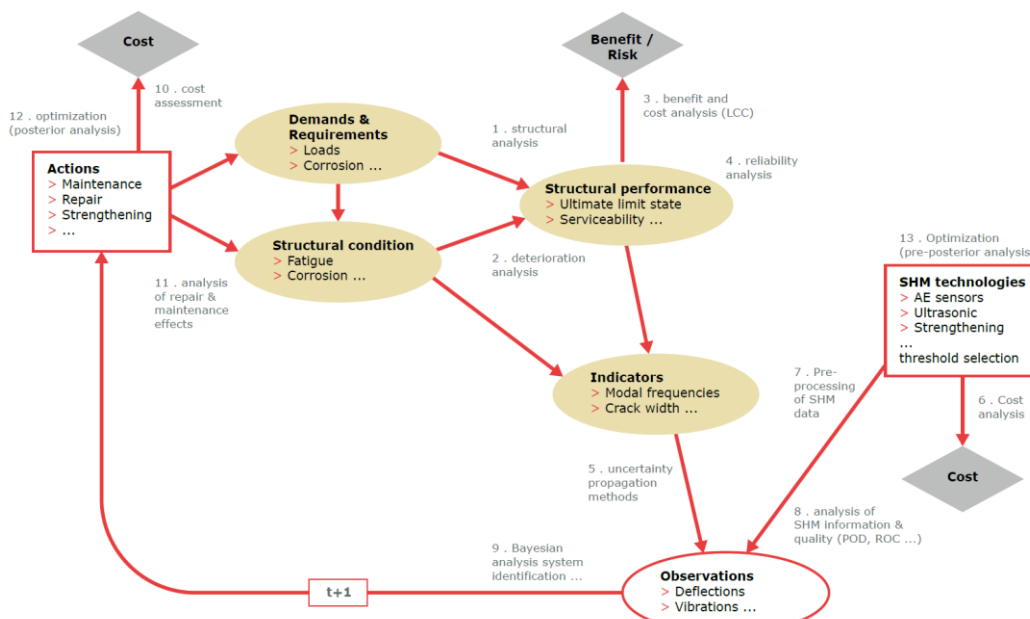 Cost
Benefit /
Risk
10 . cost
assessment
12 . optimization
(posterior analysis)
3 . benefit and
cost analysis (LCC)
Demands &
Requirements
> Loads
> Corrosion ...
1 . structural
analysis
4 . reliability
analysis
Actions
> Maintenance
> Repair
> Strengthening
> ...
Structural performance
> Ultimate limit state
> Serviceability ...
Structural condition
> Fatigue
> Corrosion ...
2 . deterioration
analysis
13 . Optimization
(pre-posterior analysis)
SHM technologies
> AE sensors
> Ultrasonic
> Strengthening
...
threshold selection
11 . analysis
of repair &
maintenance
effects
Indicators
> Modal frequencies
> Crack width ...
7 . Pre-
processing
of SHM
data
6 . Cost
analysis
Cost
5 . uncertainty
propagation
methods
8 . analysis of
SHM information &
quality (POD, ROC ...)
9 . Bayesian
analysis system
identification ...
t+1
Observations
> Deflections
> Vibrations ...